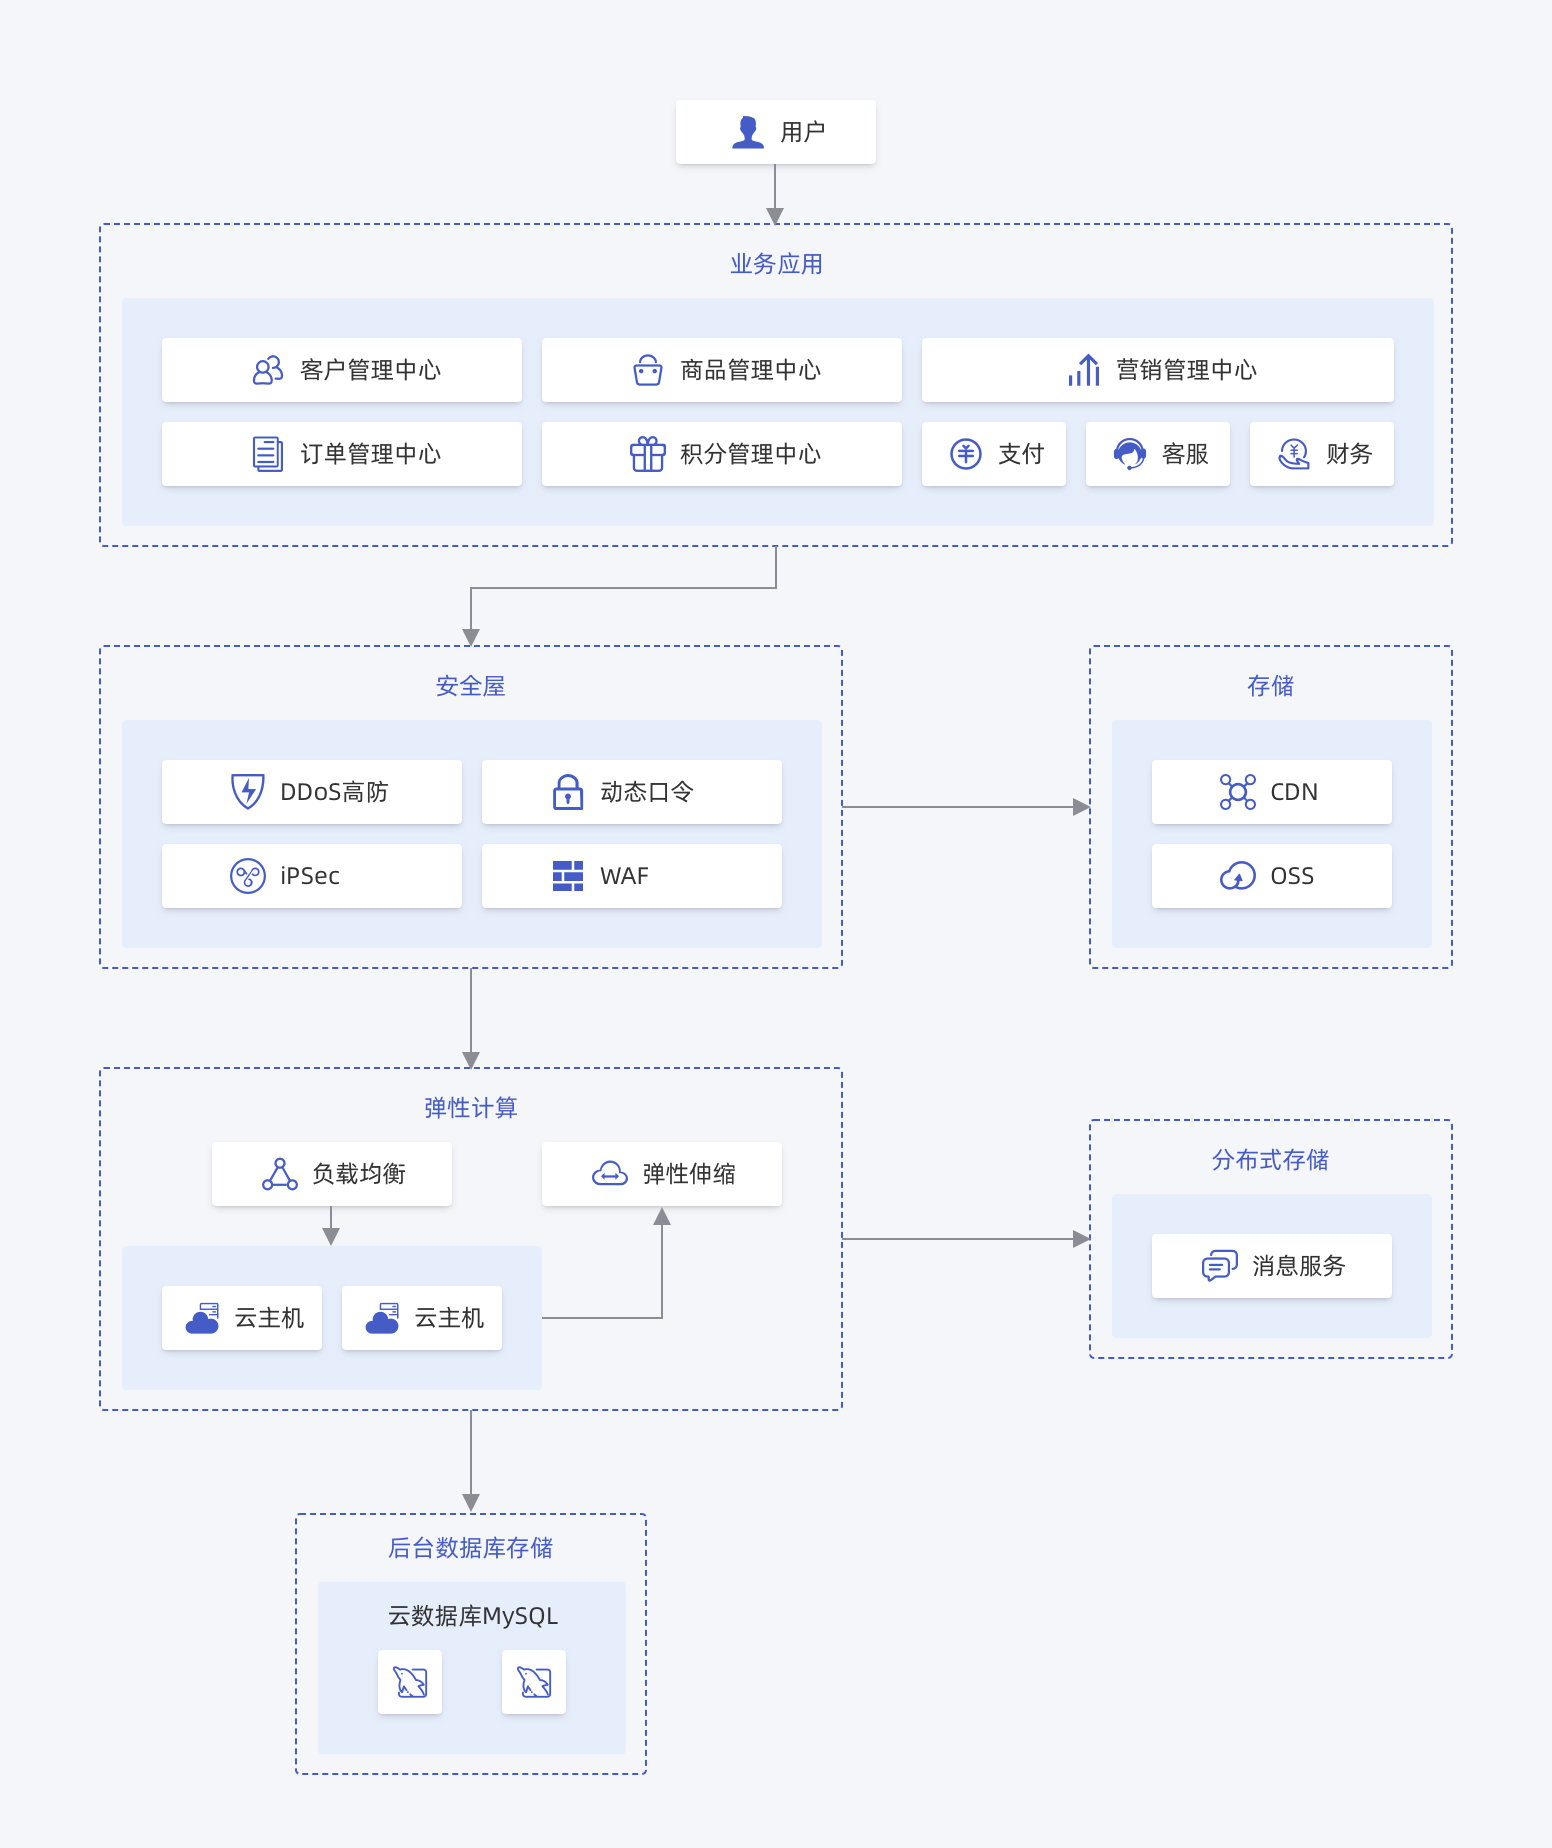 用户
业务应用
客户管理中心
商品管理中心
营销管理中心
订单管理中心
积分管理中心
支付
客服
财务
安全屋
DDoS高防
动态口令
iPSec
WAF
存储
CDN
OSS
弹性计算
负载均衡
弹性伸缩
云主机
云主机
分布式存储
消息服务
后台数据库存储
云数据库MySQL